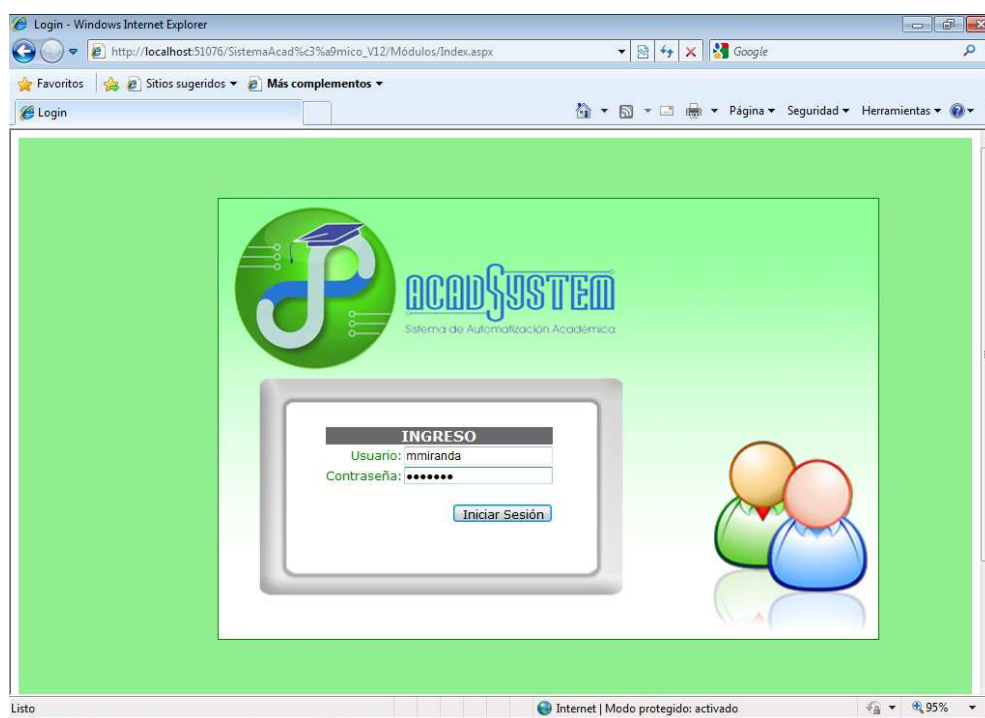 Login - Windows Internet Explorer
http://localhost:51076/SistemaAcad%c3%a9mico_V12/Módulos/Index.aspx
Google
Favoritos
Sitios sugeridos
Más complementos
Login
Página
Seguridad
Herramientas
ACADSYSTEM
Sistema de Automatización Académica
INGRESO
Usuario: mmiranda
Contraseña: •••••••
Iniciar Sesión
Listo
Internet | Modo protegido: activado
95%